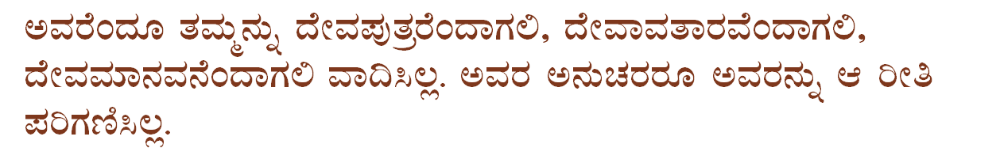 ಅವರೆಂದೂ ತಮ್ಮನ್ನು ದೇವಪುತ್ರರೆಂದಾಗಲಿ, ದೇವಾವತಾರವೆಂದಾಗಲಿ,
ದೇವಮಾನವನೆಂದಾಗಲಿ ವಾದಿಸಿಲ್ಲ. ಅವರ ಅನುಚರರೂ ಅವರನ್ನು ಆ ರೀತಿ
ಪರಿಗಣಿಸಿಲ್ಲ.